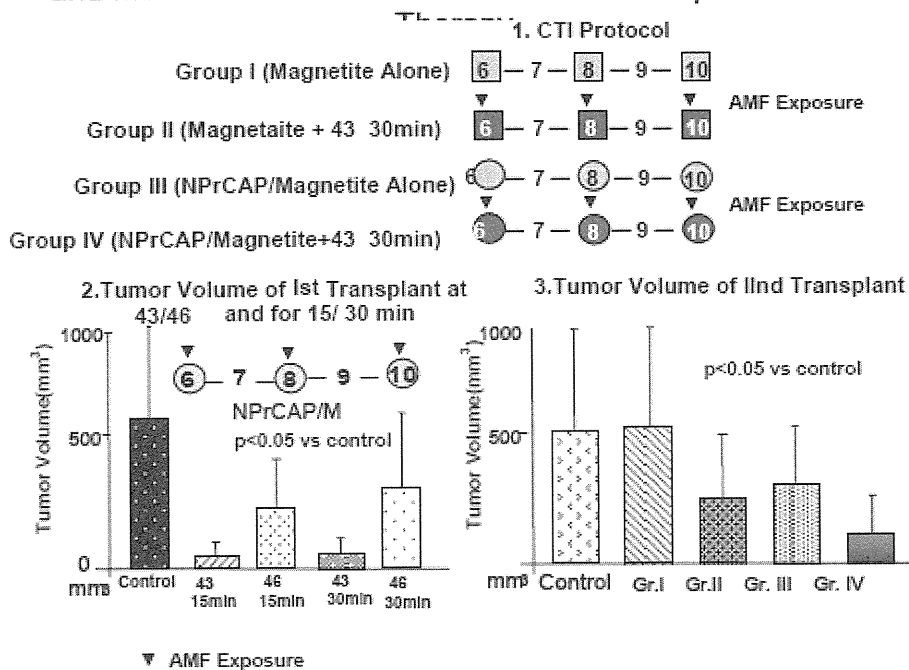 Therapy
1. CTI Protocol
Group I (Magnetite Alone) 6 — 7 — 8 — 9 — 10
AMF Exposure
Group II (Magnetaite + 43 30min) 6 — 7 — 8 — 9 — 10
Group III (NPrCAP/Magnetite Alone) 6 — 7 — 8 — 9 — 10
AMF Exposure
Group IV (NPrCAP/Magnetite+43 30min) 6 — 7 — 8 — 9 — 10
2.Tumor Volume of Ist Transplant at
43/46 and for 15/ 30 min
1000
6 — 7 — 8 — 9 — 10
NPrCAP/M
p<0.05 vs control
500
Tumor Volume(mm³)
0
mm³
Control 43 46 43 46
15min 15min 30min 30min
3.Tumor Volume of IInd Transplant
1000
p<0.05 vs control
500
Tumor Volume(mm³)
mm³ Control Gr.I Gr.II Gr. III Gr. IV
▼ AMF Exposure